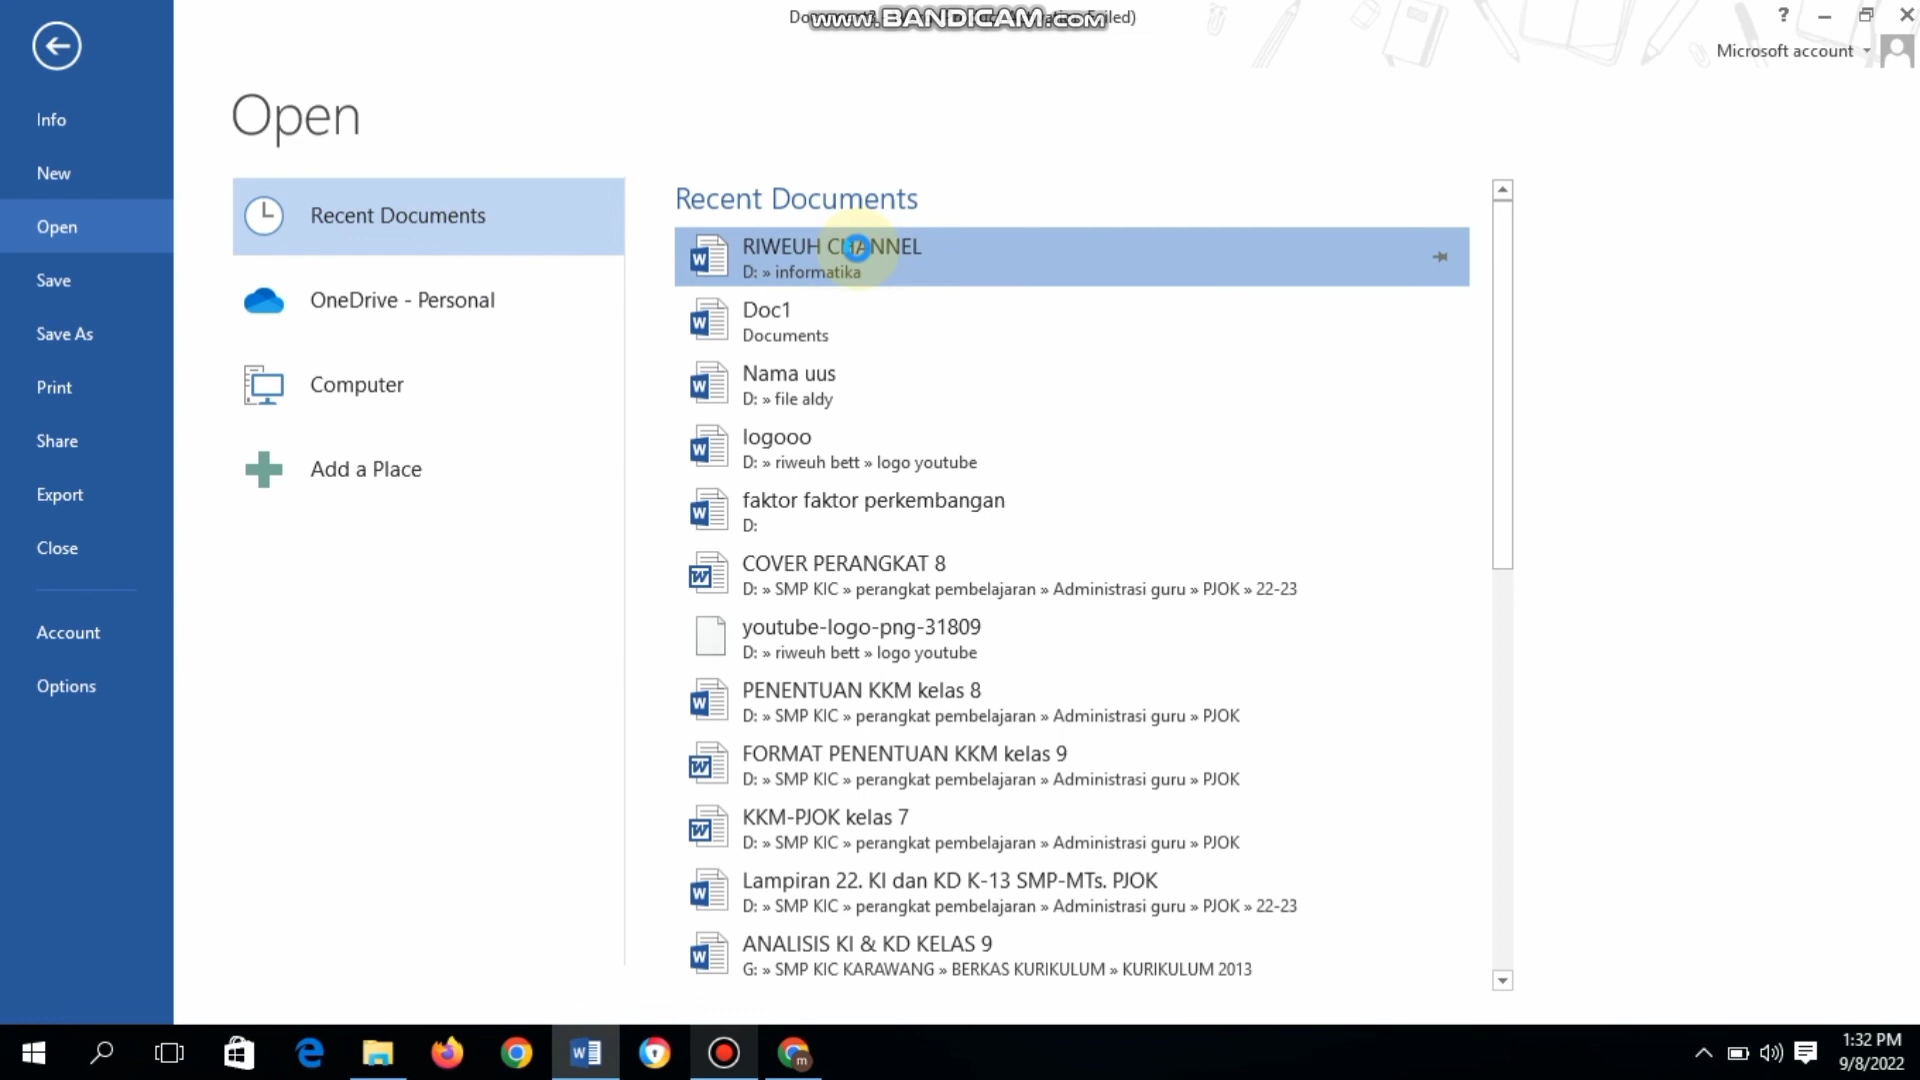 www.BANDICAM.com
Microsoft account
Info
New
Open
Save
Save As
Print
Share
Export
Close
Account
Options
Open
Recent Documents
OneDrive - Personal
Computer
Add a Place
Recent Documents
RIWEUH CHANNEL
D: » informatika
Doc1
Documents
Nama uus
D: » file aldy
logooo
D: » riweuh bett » logo youtube
faktor faktor perkembangan
D:
COVER PERANGKAT 8
D: » SMP KIC » perangkat pembelajaran » Administrasi guru » PJOK » 22-23
youtube-logo-png-31809
D: » riweuh bett » logo youtube
PENENTUAN KKM kelas 8
D: » SMP KIC » perangkat pembelajaran » Administrasi guru » PJOK
FORMAT PENENTUAN KKM kelas 9
D: » SMP KIC » perangkat pembelajaran » Administrasi guru » PJOK
KKM-PJOK kelas 7
D: » SMP KIC » perangkat pembelajaran » Administrasi guru » PJOK
Lampiran 22. KI dan KD K-13 SMP-MTs. PJOK
D: » SMP KIC » perangkat pembelajaran » Administrasi guru » PJOK » 22-23
ANALISIS KI & KD KELAS 9
G: » SMP KIC KARAWANG » BERKAS KURIKULUM » KURIKULUM 2013
1:32 PM
9/8/2022